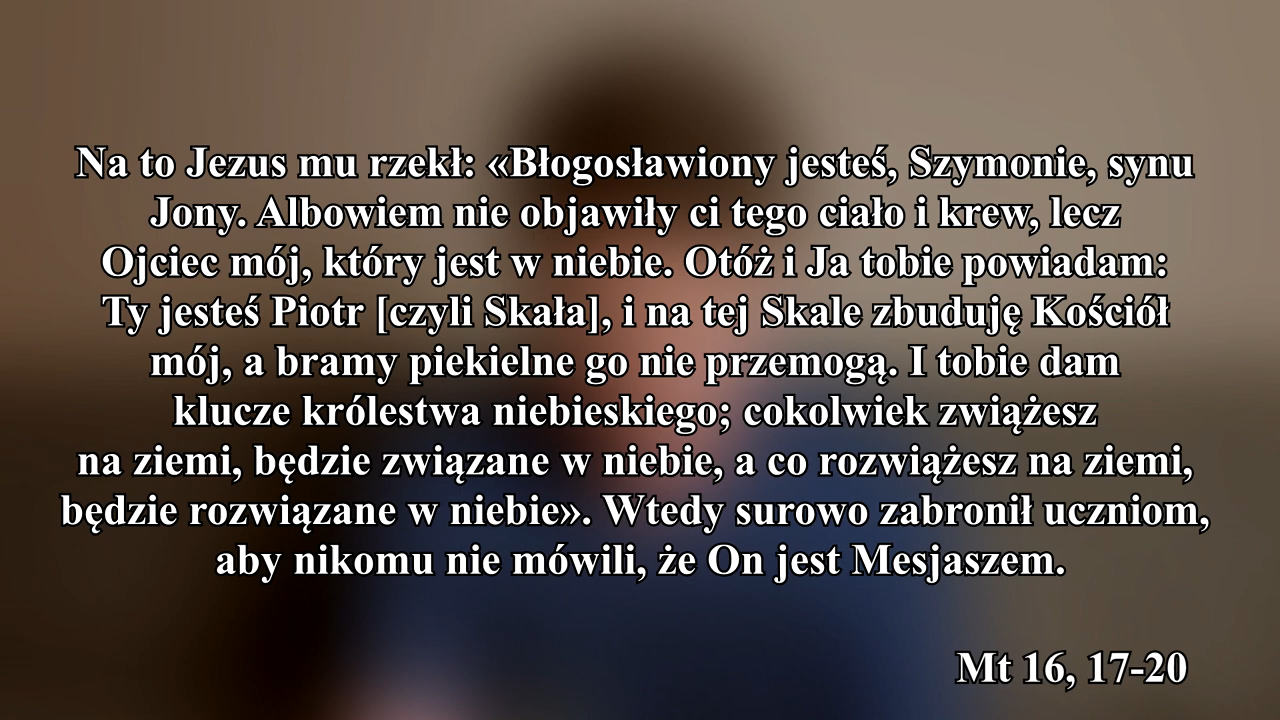 Na to Jezus mu rzekł: «Błogosławiony jesteś, Szymonie, synu
Jony. Albowiem nie objawiły ci tego ciało i krew, lecz
Ojciec mój, który jest w niebie. Otóż i Ja tobie powiadam:
Ty jesteś Piotr [czyli Skała], i na tej Skale zbuduję Kościół
mój, a bramy piekielne go nie przemogą. I tobie dam
klucze królestwa niebieskiego; cokolwiek zwiążesz
na ziemi, będzie związane w niebie, a co rozwiążesz na ziemi,
będzie rozwiązane w niebie». Wtedy surowo zabronił uczniom,
aby nikomu nie mówili, że On jest Mesjaszem.
Mt 16, 17-20